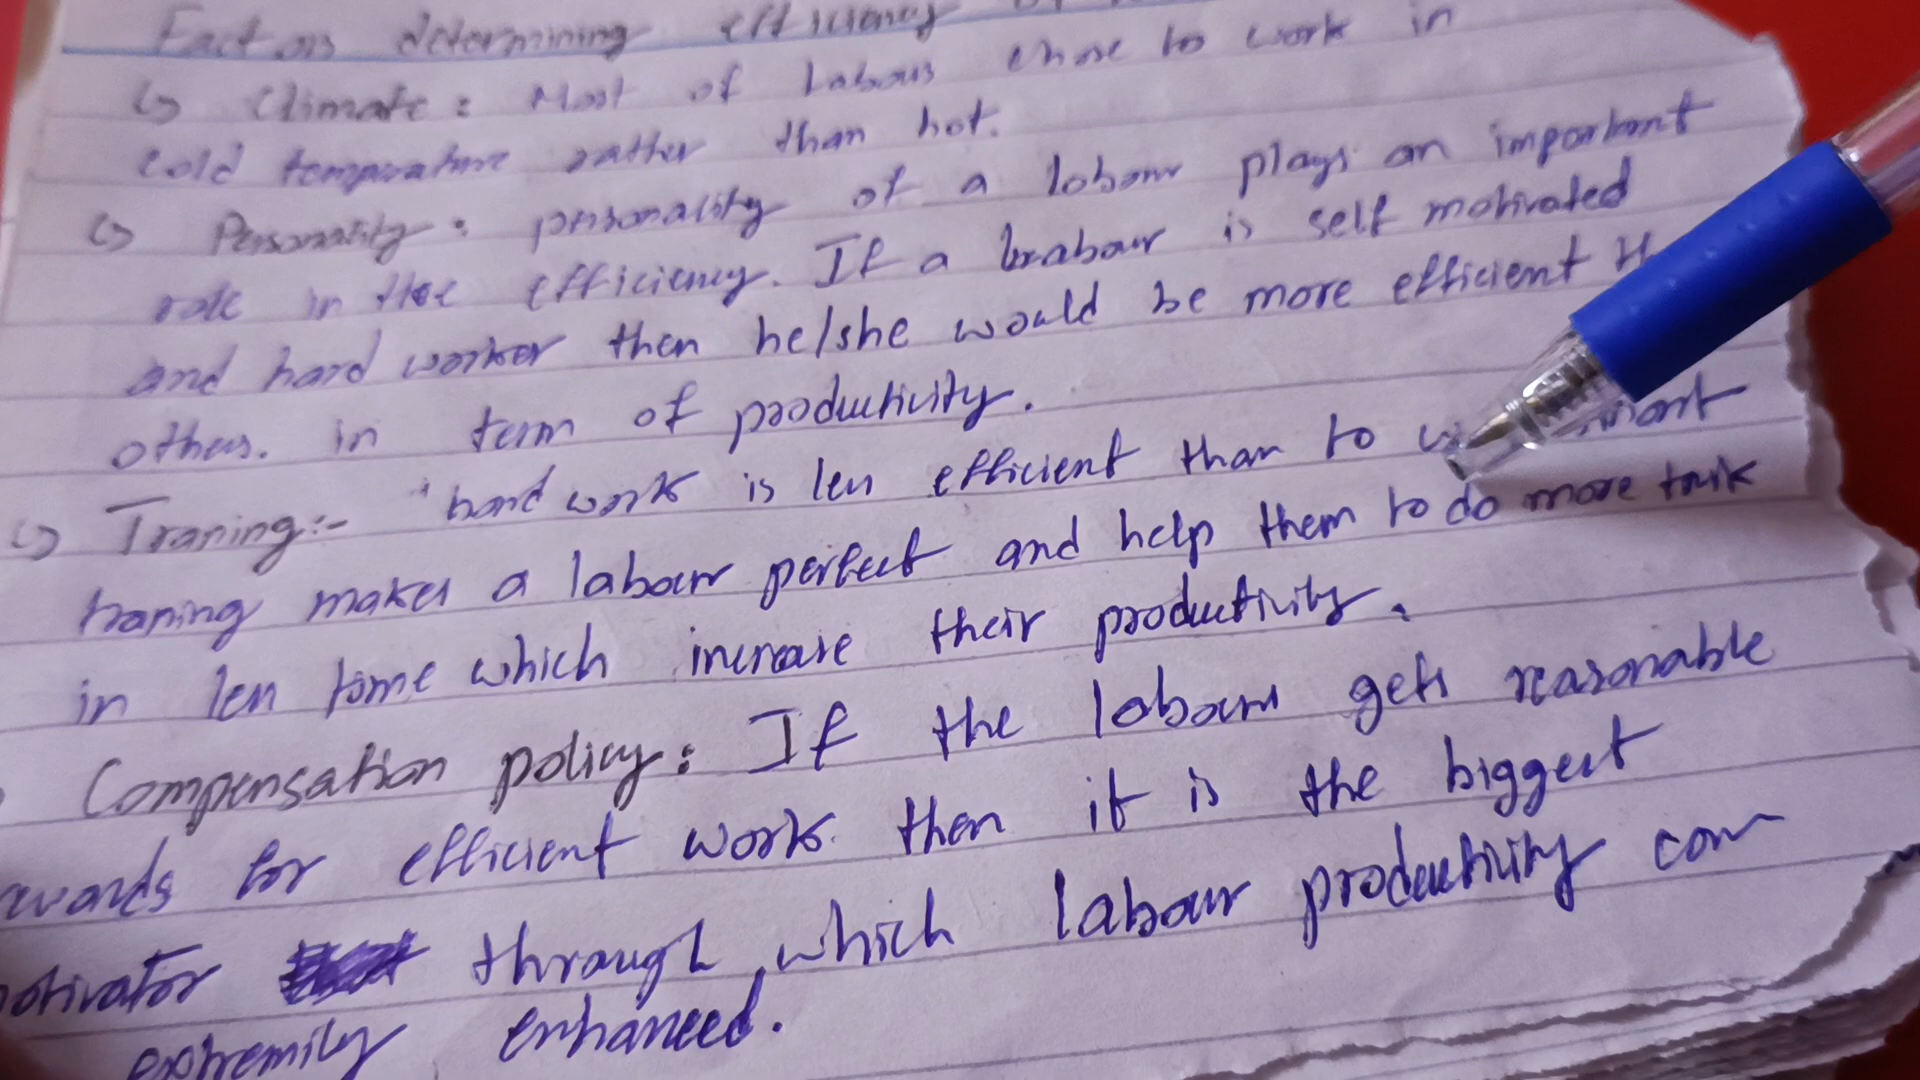 Factors determining efficiency of
↳ Climate : Most of labours chose to work in
cold temperature rather than hot.
↳ Personality : personality of a labour plays an important
role in the efficiency. If a labour is self motivated
and hard worker then he/she would be more efficient
others. in term of productivity.
↳ Traning:- hard work is less efficient than to
traning makes a labour perfect and help them to do more task
in less time which increase their productivity.
Compensation policy: If the labours gets reasonable
for efficient work then it is the biggest
through which labour productivity can
extremily enhanced.